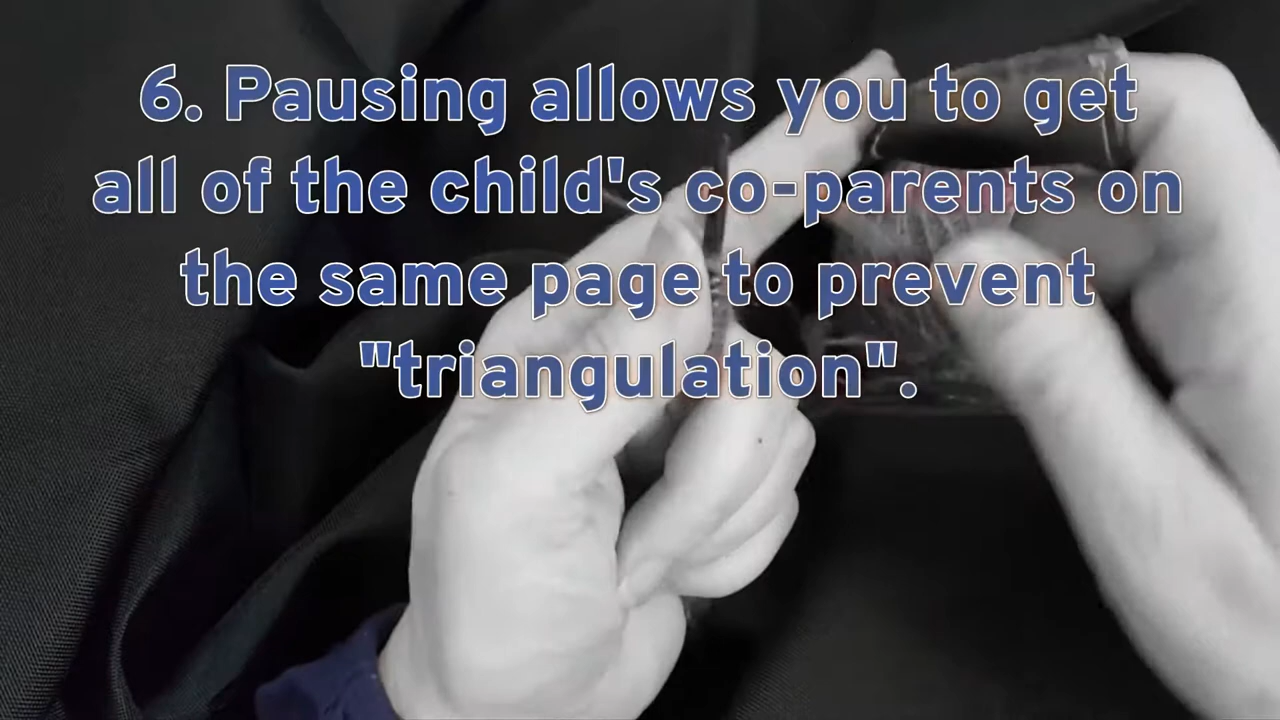 6. Pausing allows you to get
all of the child's co-parents on
the same page to prevent
"triangulation".